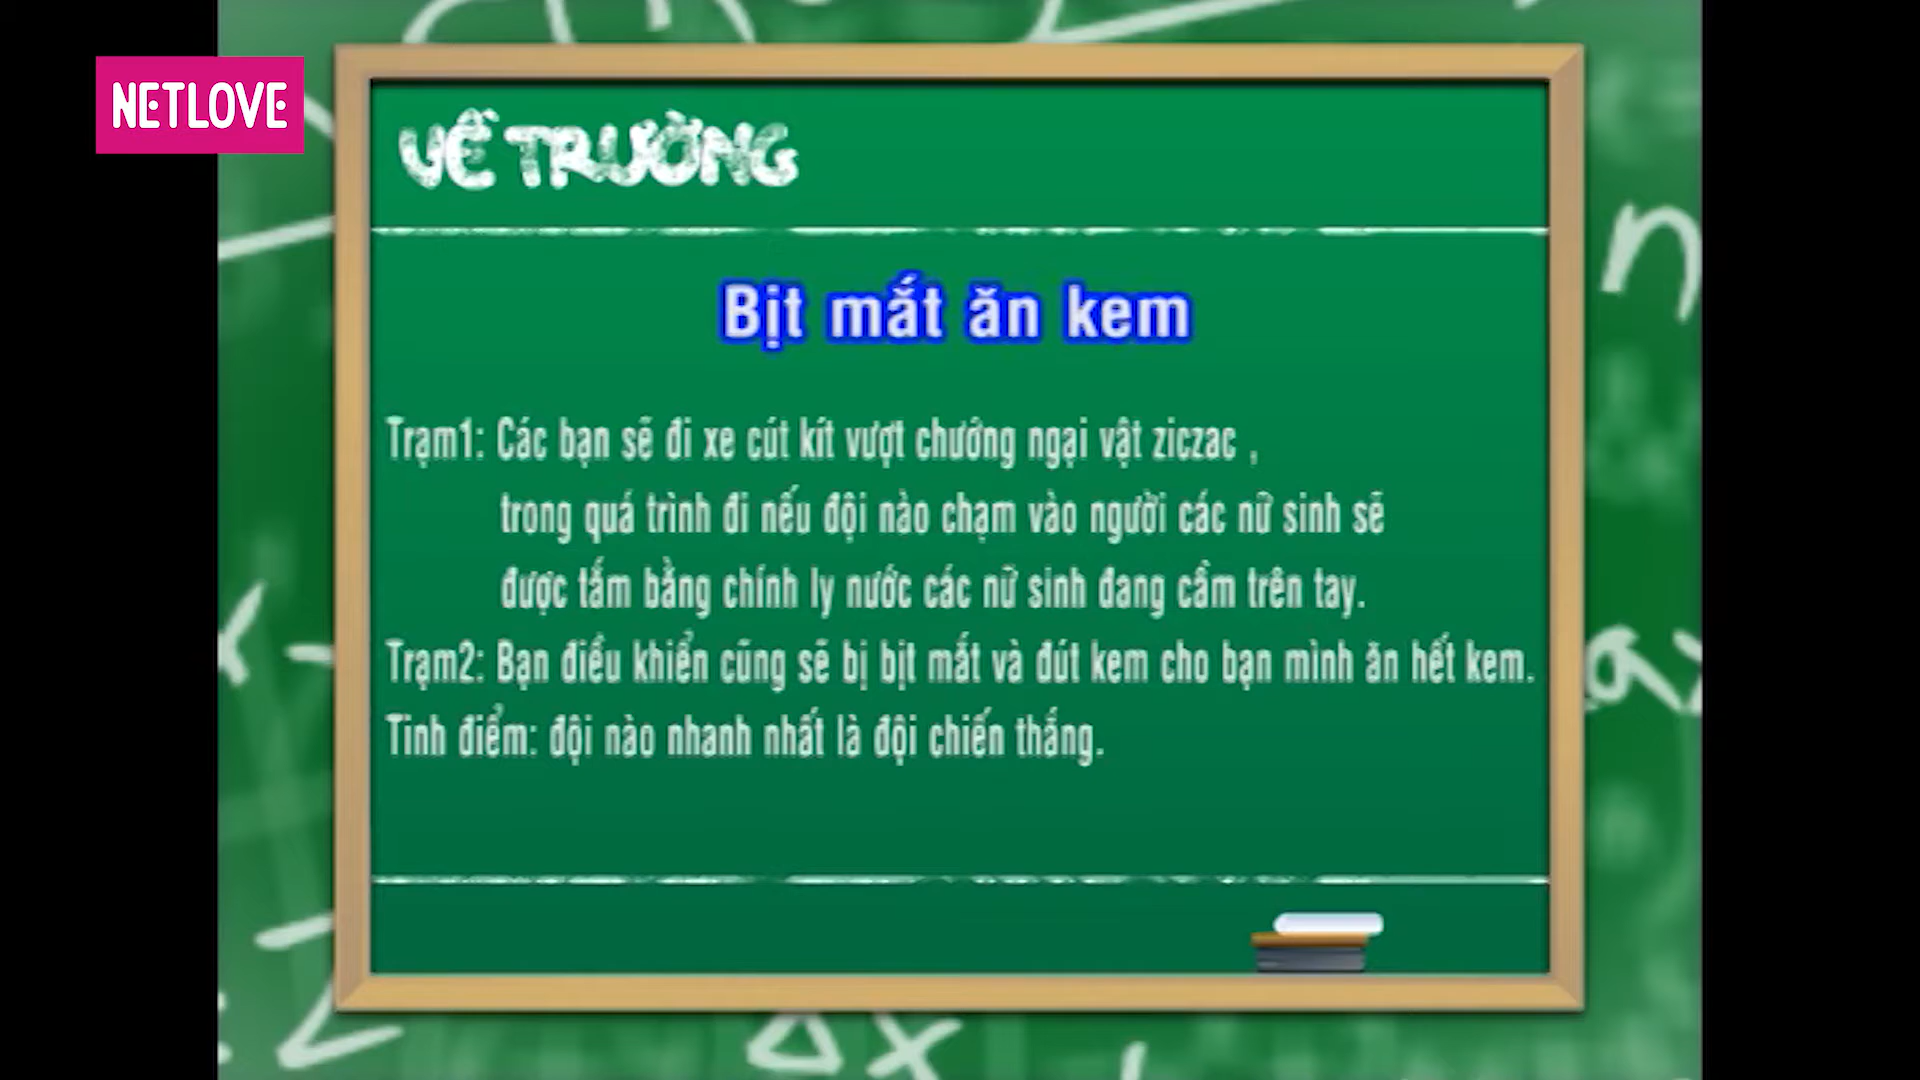 NETLOVE
VỀ TRƯỜNG
Bịt mắt ăn kem
Trạm1: Các bạn sẽ đi xe cút kít vượt chướng ngại vật ziczac ,
trong quá trình đi nếu đội nào chạm vào người các nữ sinh sẽ
được tắm bằng chính ly nước các nữ sinh đang cầm trên tay.
Trạm2: Bạn điều khiển cũng sẽ bị bịt mắt và đút kem cho bạn mình ăn hết kem.
Tính điểm: đội nào nhanh nhất là đội chiến thắng.